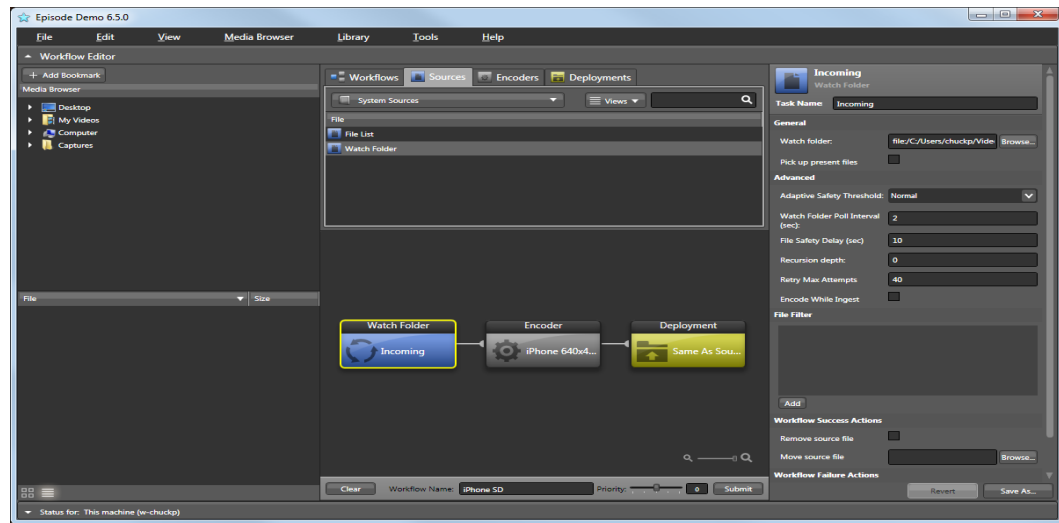 Episode Demo 6.5.0
File Edit View Media Browser Library Tools Help
Workflow Editor
+ Add Bookmark
Media Browser
Desktop
My Videos
Computer
Captures
File Size
Workflows Sources Encoders Deployments
System Sources Views
File
File List
Watch Folder
Watch Folder Encoder Deployment
Incoming iPhone 640x4... Same As Sou...
Clear Workflow Name: iPhone SD Priority: 0 Submit
Incoming
Watch Folder
Task Name Incoming
General
Watch folder: file:/C:/Users/chuckp/Vide Browse...
Pick up present files
Advanced
Adaptive Safety Threshold: Normal
Watch Folder Poll Interval (sec): 2
File Safety Delay (sec) 10
Recursion depth: 0
Retry Max Attempts 40
Encode While Ingest
File Filter
Add
Workflow Success Actions
Remove source file
Move source file Browse...
Workflow Failure Actions
Revert Save As...
Status for: This machine (w-chuckp)